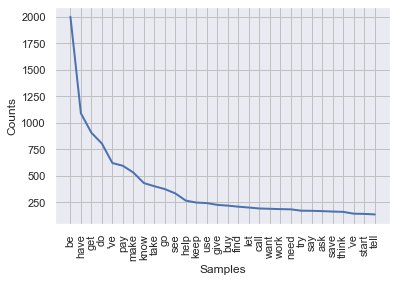 2000
1750
1500
1250
1000
750
500
250
Counts
be
have
get
do
’ve
pay
make
know
take
go
see
help
keep
use
give
buy
find
let
call
want
work
need
try
say
ask
save
think
've
start
tell
Samples